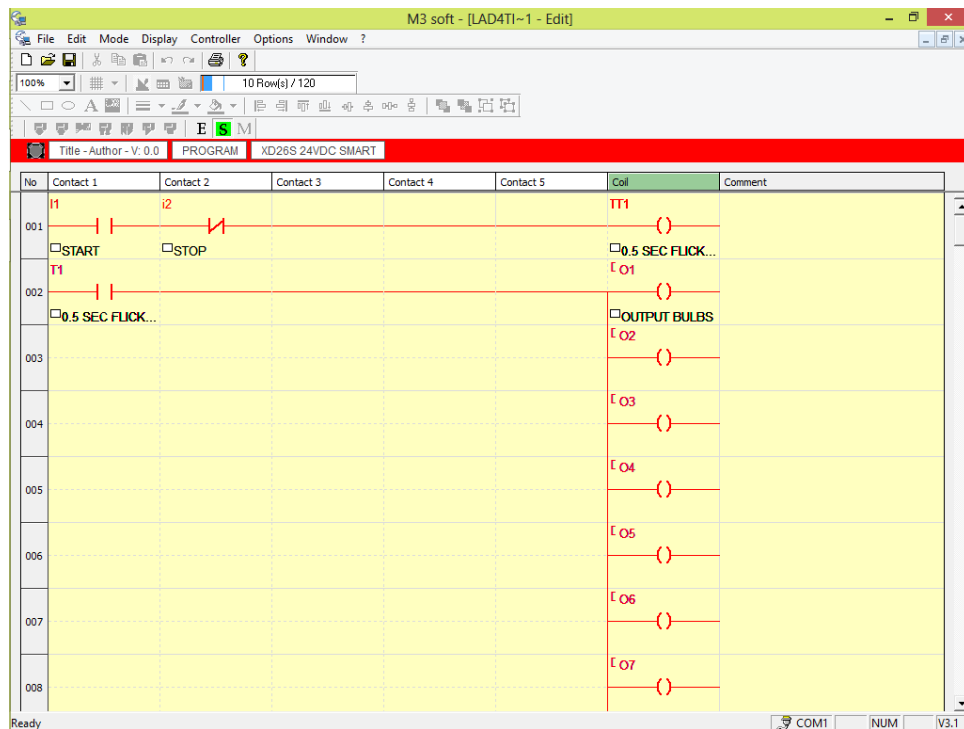 M3 soft - [LAD4TI~1 - Edit]
File Edit Mode Display Controller Options Window ?
100% 10 Row(s) / 120
E S M
Title - Author - V: 0.0 PROGRAM XD26S 24VDC SMART
No Contact 1 Contact 2 Contact 3 Contact 4 Contact 5 Coil Comment
I1 i2 TT1
001
START STOP 0.5 SEC FLICK...
T1 [ O1
002
0.5 SEC FLICK... OUTPUT BULBS
[ O2
003
[ O3
004
[ O4
005
[ O5
006
[ O6
007
[ O7
008
Ready COM1 NUM V3.1